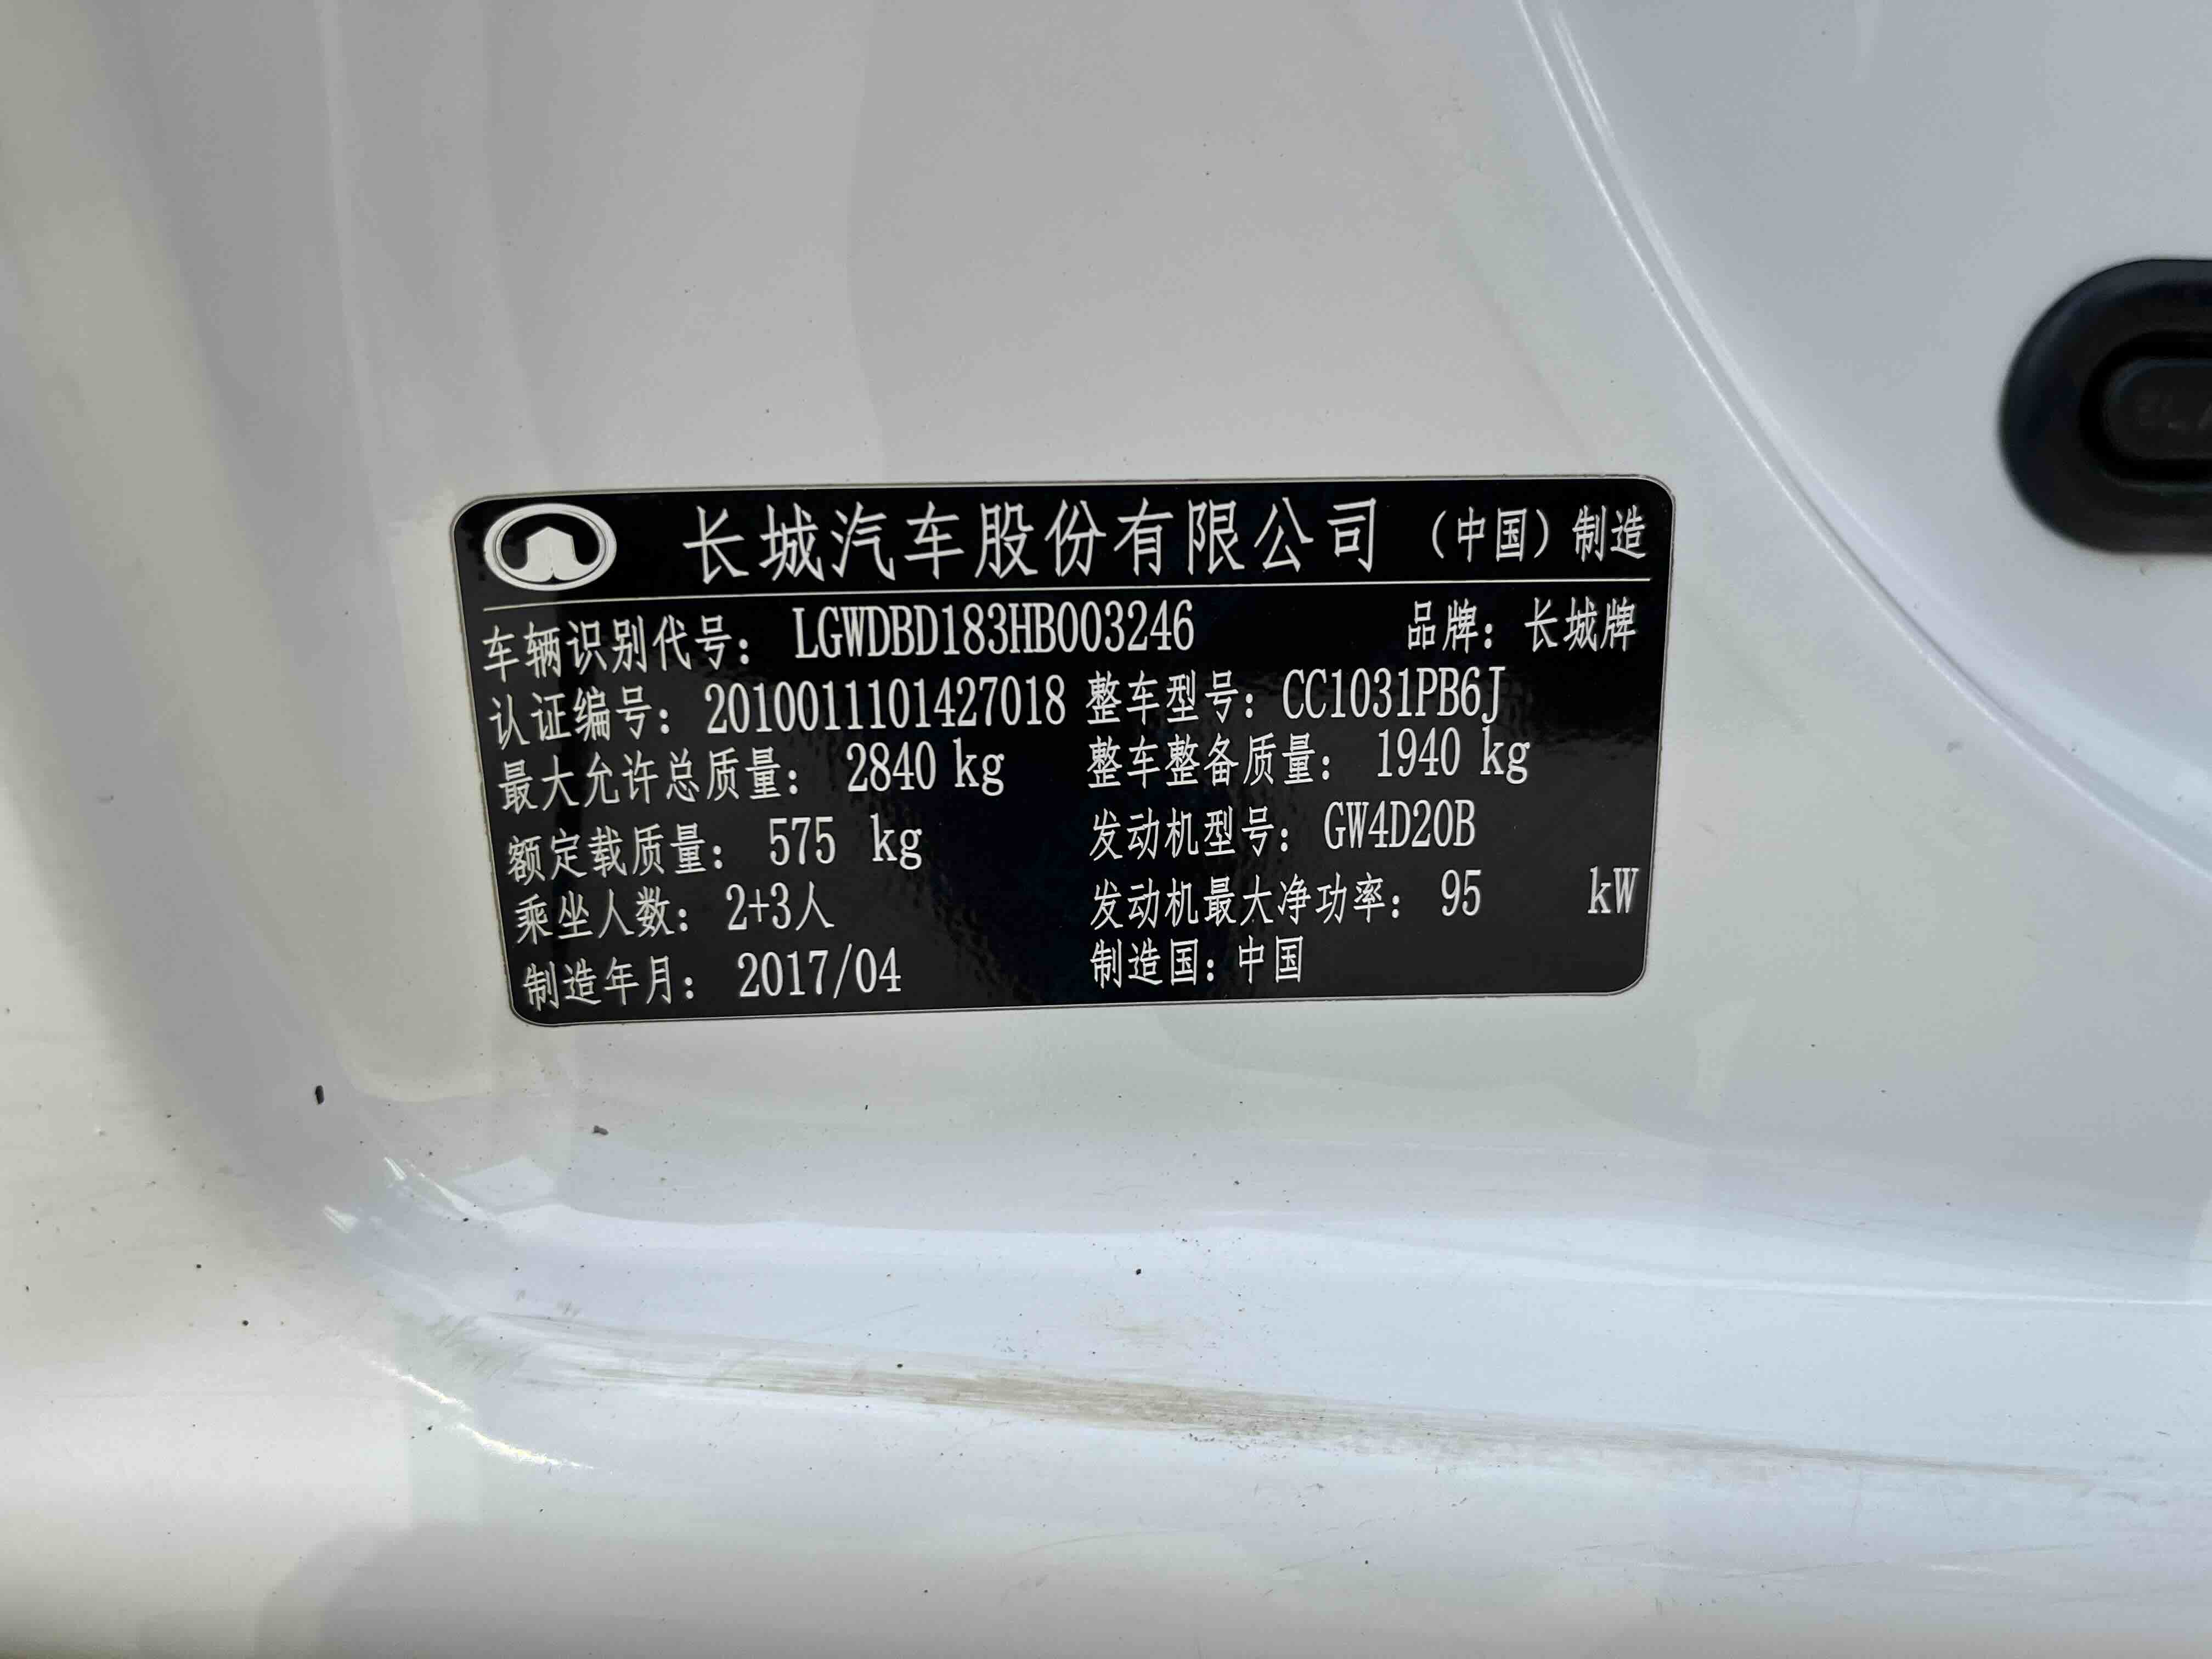 长城汽车股份有限公司 (中国) 制造
车辆识别代号: LGWDBD183HB003246 品牌: 长城牌
认证编号: 2010011101427018 整车型号: CC1031PB6J
最大允许总质量: 2840 kg 整车整备质量: 1940 kg
额定载质量: 575 kg 发动机型号: GW4D20B
乘坐人数: 2+3人 发动机最大净功率: 95 kW
制造年月: 2017/04 制造国: 中国